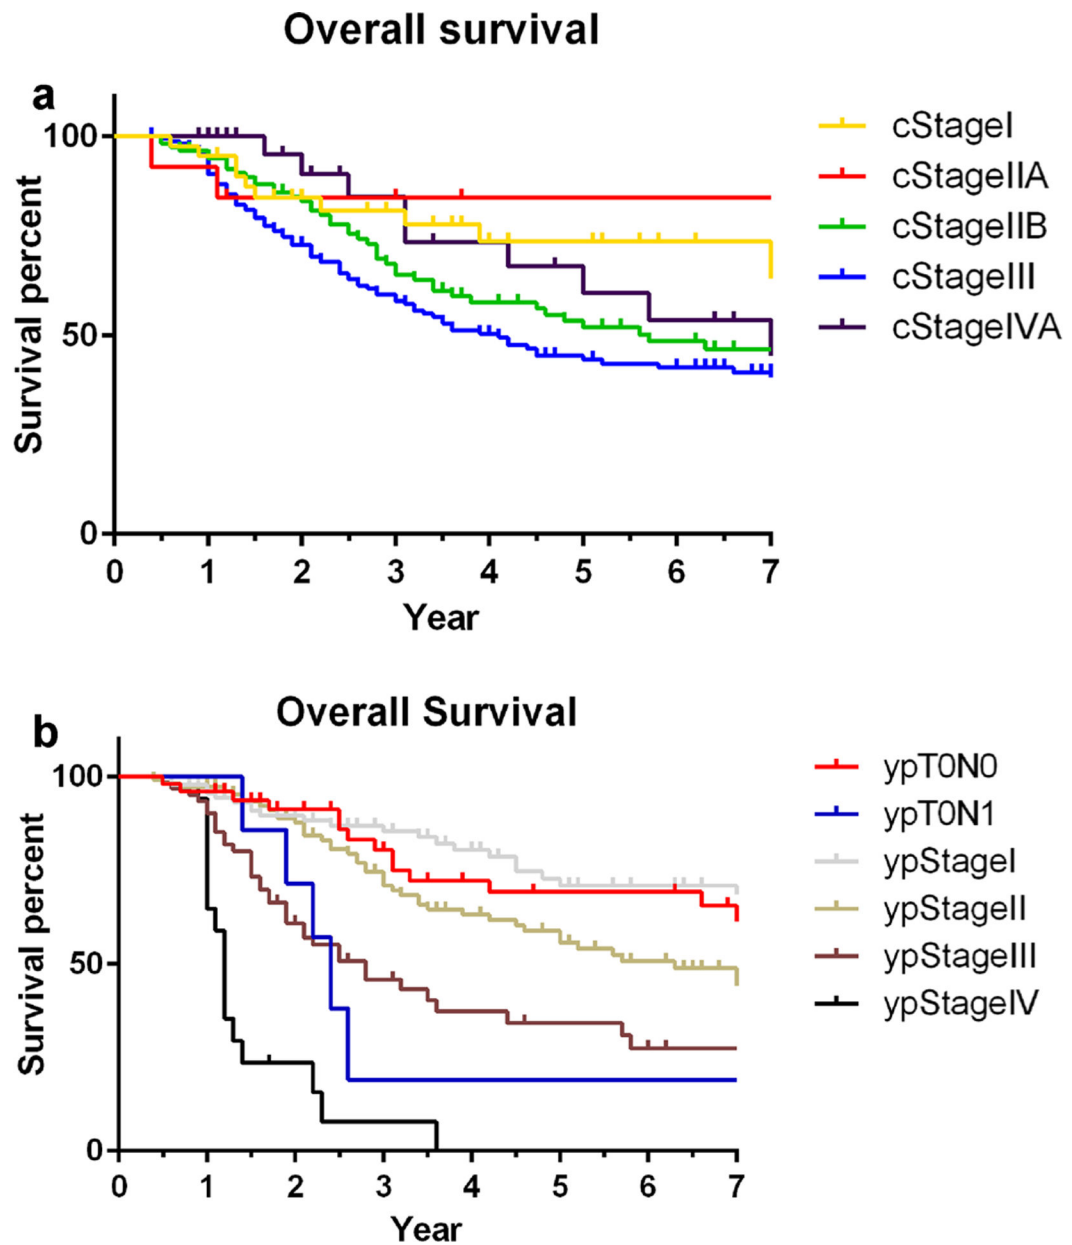 Overall survival
a
100
50
0
Survival percent
0 1 2 3 4 5 6 7
Year
cStageI
cStageIIA
cStageIIB
cStageIII
cStageIVA
Overall Survival
b
100
50
0
Survival percent
0 1 2 3 4 5 6 7
Year
ypT0N0
ypT0N1
ypStageI
ypStageII
ypStageIII
ypStageIV